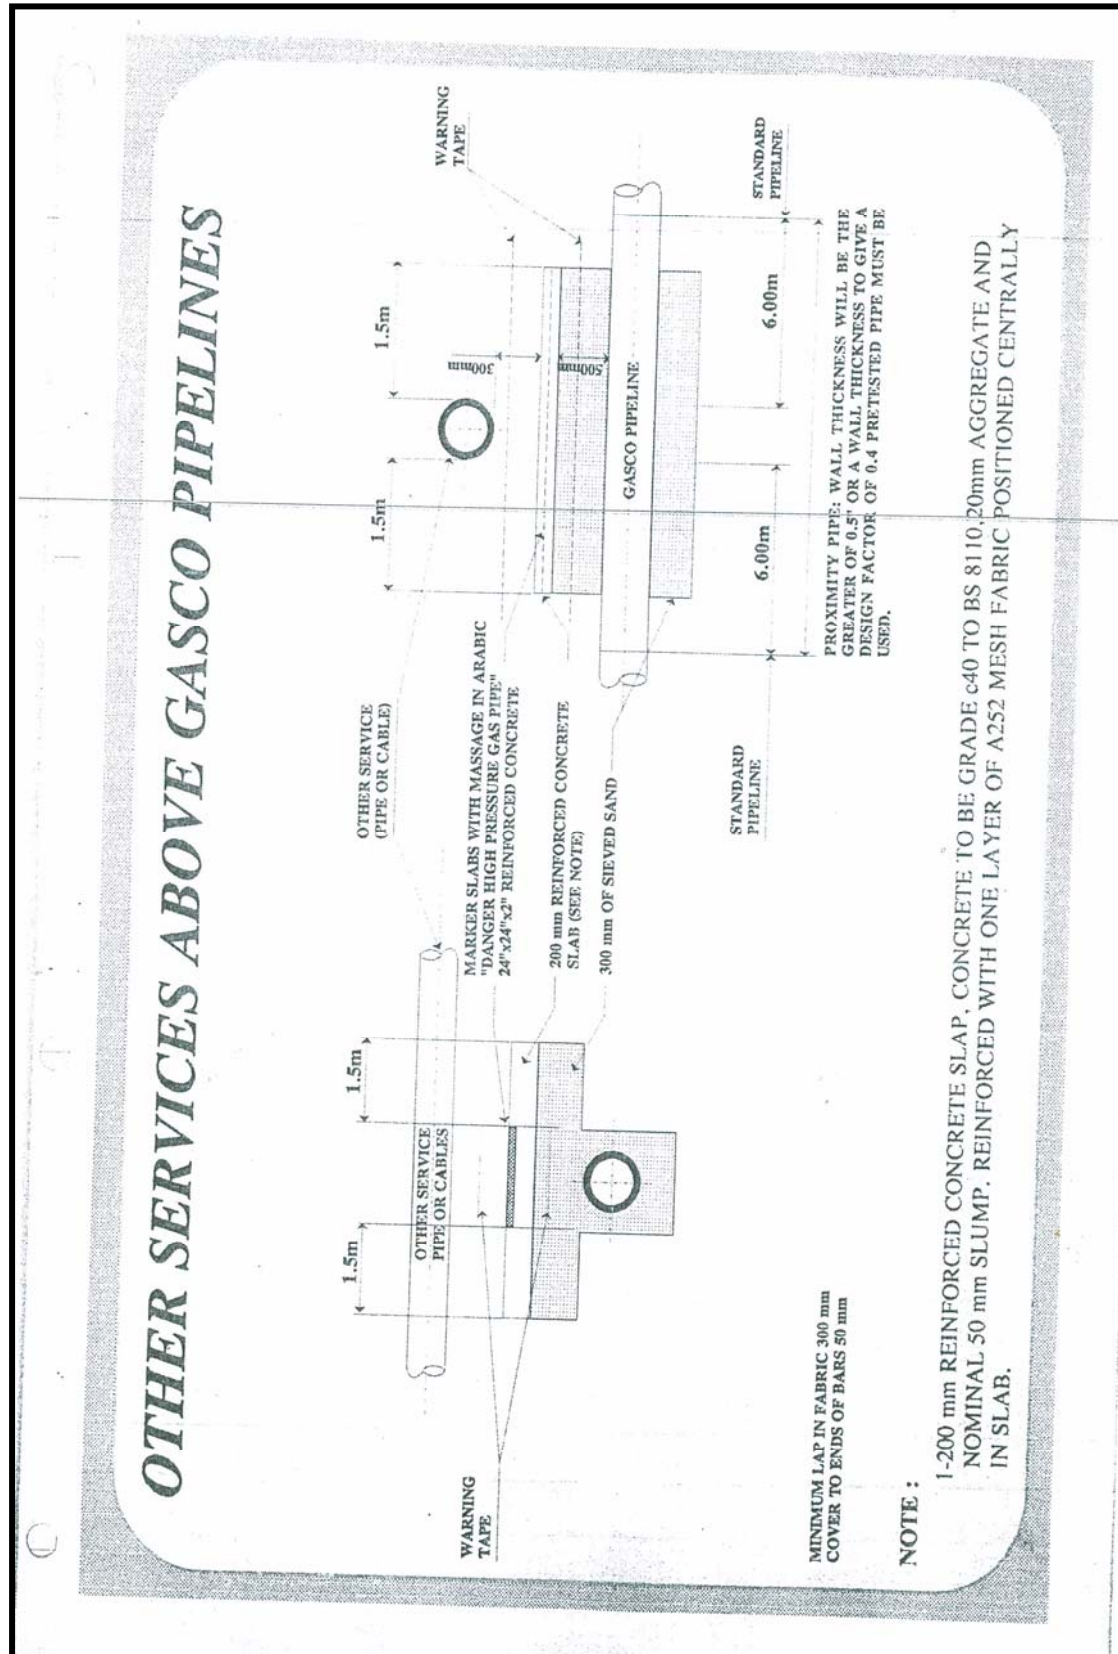 OTHER SERVICES ABOVE GASCO PIPELINES
OTHER SERVICE
(PIPE OR CABLE)
1.5m
1.5m
1.5m
1.5m
WARNING
TAPE
OTHER SERVICE
PIPE OR CABLES
MARKER SLABS WITH MASSAGE IN ARABIC
"DANGER HIGH PRESSURE GAS PIPE"
24"x24"x2" REINFORCED CONCRETE
300mm
WARNING
TAPE
200 mm REINFORCED CONCRETE
SLAB (SEE NOTE)
500mm
300 mm OF SIEVED SAND
GASCO PIPELINE
STANDARD
PIPELINE
6.00m
6.00m
STANDARD
PIPELINE
MINIMUM LAP IN FABRIC 300 mm
COVER TO ENDS OF BARS 50 mm
PROXIMITY PIPE: WALL THICKNESS WILL BE THE
GREATER OF 0.5" OR A WALL THICKNESS TO GIVE A
DESIGN FACTOR OF 0.4 PRETESTED PIPE MUST BE
USED.
NOTE :
1-200 mm REINFORCED CONCRETE SLAP, CONCRETE TO BE GRADE c40 TO BS 8110,20mm AGGREGATE AND
NOMINAL 50 mm SLUMP. REINFORCED WITH ONE LAYER OF A252 MESH FABRIC POSITIONED CENTRALLY
IN SLAB.